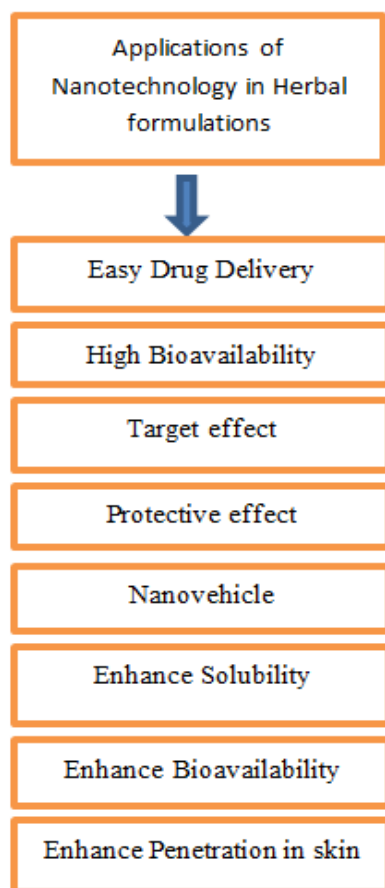 Applications of
Nanotechnology in Herbal
formulations
Easy Drug Delivery
High Bioavailability
Target effect
Protective effect
Nanovehicle
Enhance Solubility
Enhance Bioavailability
Enhance Penetration in skin